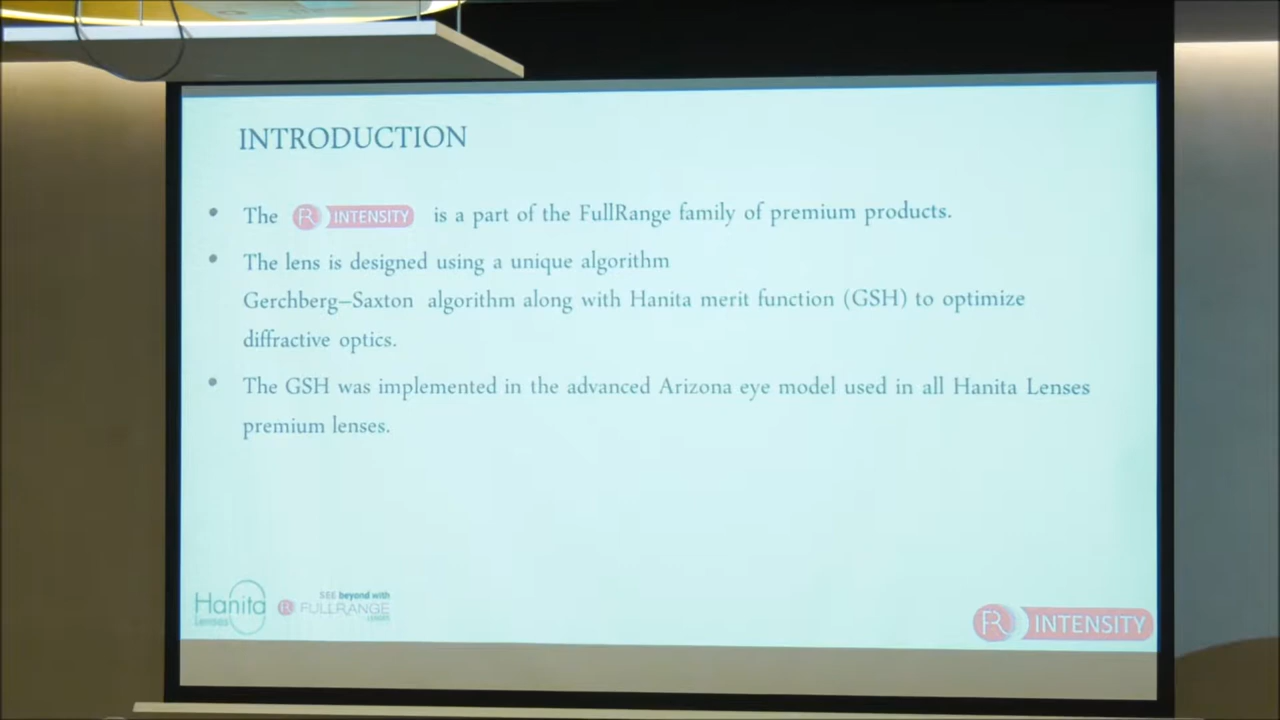 INTRODUCTION
• The R INTENSITY is a part of the FullRange family of premium products.
• The lens is designed using a unique algorithm
Gerchberg–Saxton algorithm along with Hanita merit function (GSH) to optimize
diffractive optics.
• The GSH was implemented in the advanced Arizona eye model used in all Hanita Lenses
premium lenses.
Hanita
Lenses
SEE beyond with
R FULLRANGE
LENSES
R INTENSITY